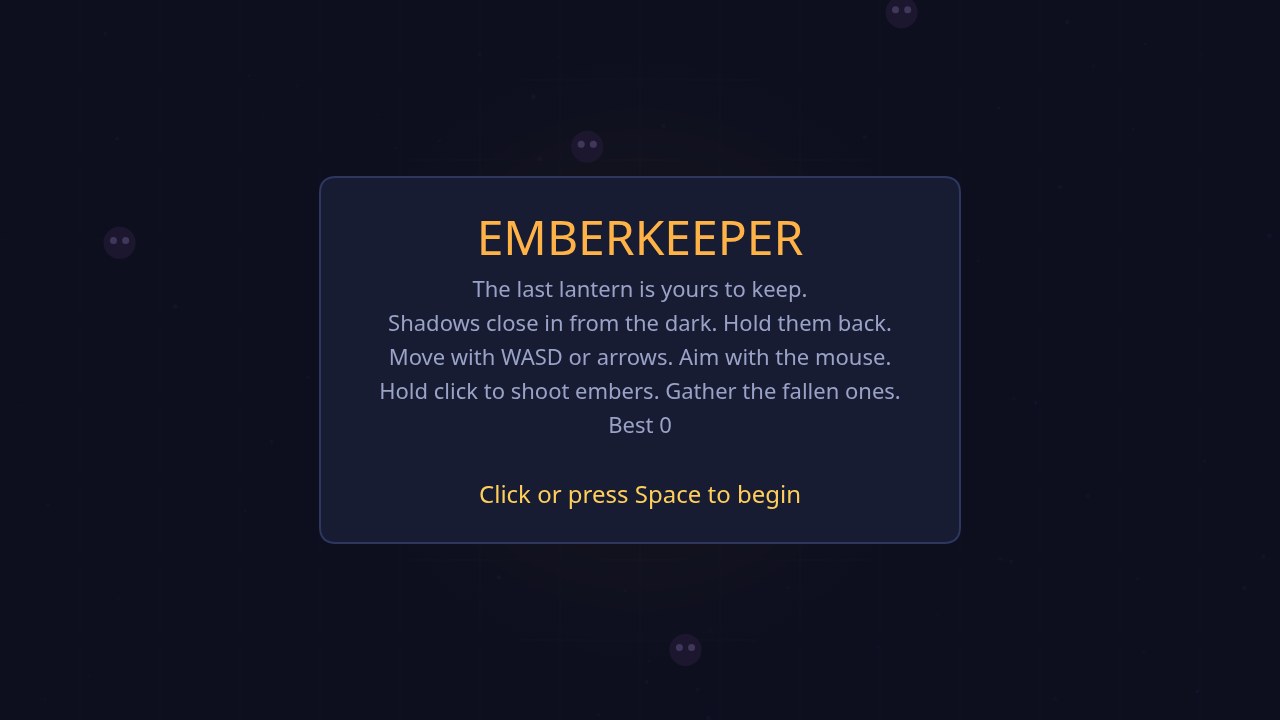 EMBERKEEPER
The last lantern is yours to keep.
Shadows close in from the dark. Hold them back.
Move with WASD or arrows. Aim with the mouse.
Hold click to shoot embers. Gather the fallen ones.
Best 0
Click or press Space to begin